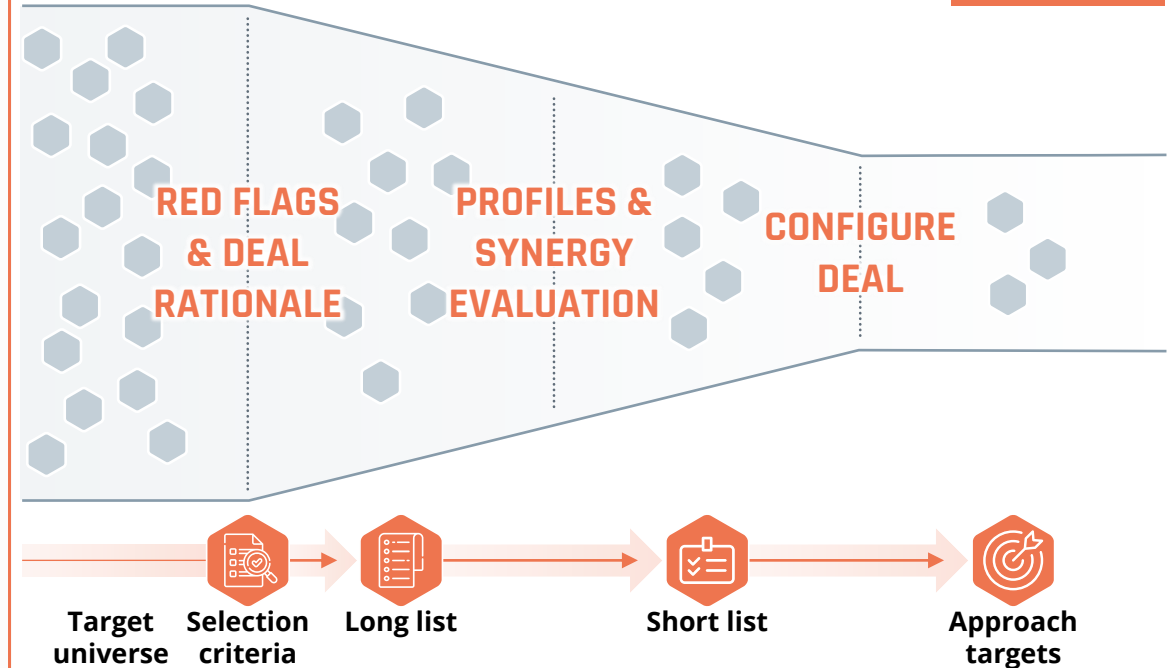 RED FLAGS
& DEAL
RATIONALE
PROFILES &
SYNERGY
EVALUATION
CONFIGURE
DEAL
Target
universe
Selection
criteria
Long list
Short list
Approach
targets